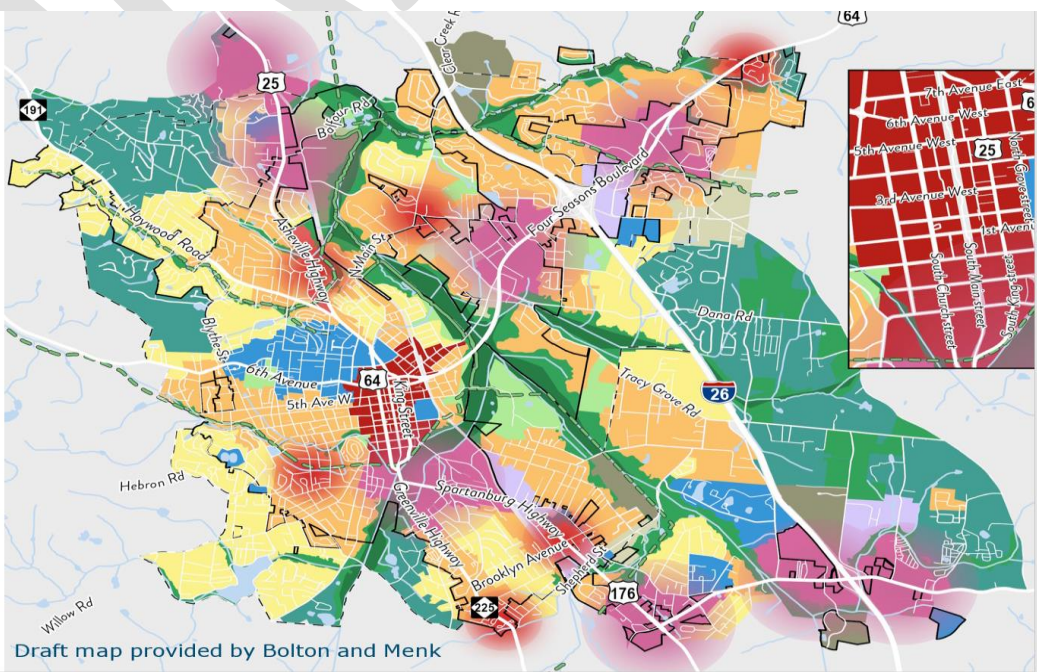 64
Clear Creek R
25
191
Balfour Rd
7th Avenue East
6
6th Avenue West
5th Avenue West
25
North Grove street
3rd Avenue West
1st Avenu
South Church street
South Main street
South King street
Four Seasons Boulevard
Haywood Road
Asheville Highway
N Main St
Dana Rd
Blythe St
6th Avenue
64
King Street
5th Ave W
26
Tracy Grove Rd
Hebron Rd
Spartanburg Highway
Greenville Highway
Brooklyn Avenue
Shepherd St
176
225
Willow Rd
Draft map provided by Bolton and Menk